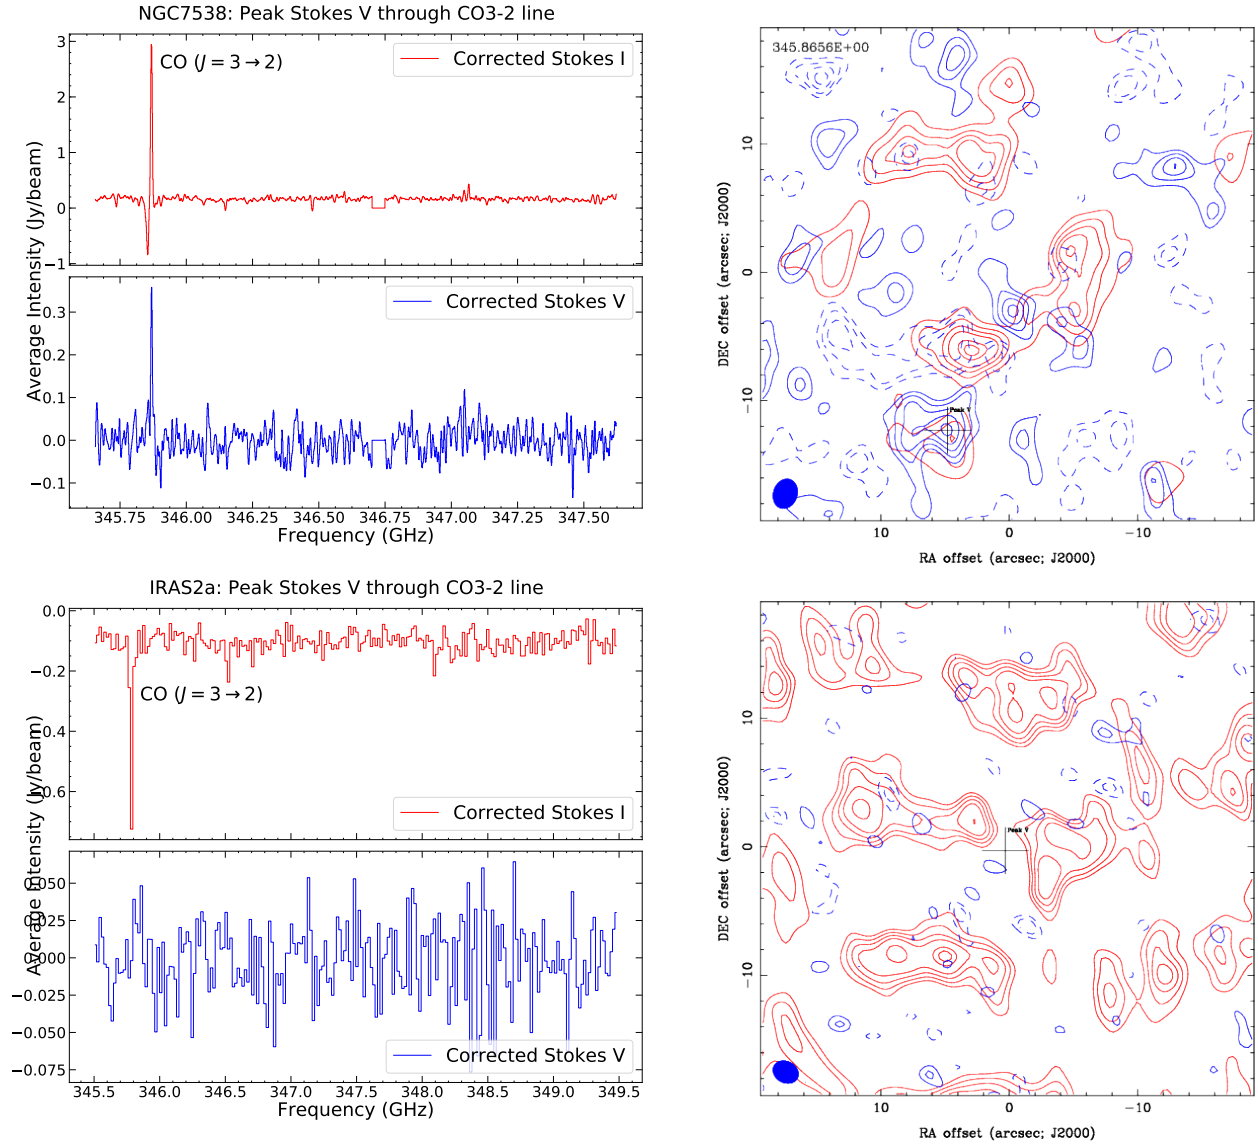 NGC7538: Peak Stokes V through CO3-2 line
3
2
1
0
−1
CO (J = 3 → 2)
Corrected Stokes I
Average Intensity (Jy/beam)
0.3
0.2
0.1
0.0
−0.1
Corrected Stokes V
345.75 346.00 346.25 346.50 346.75 347.00 347.25 347.50
Frequency (GHz)
345.8656E+00
DEC offset (arcsec; J2000)
10
0
−10
Peak V
10 0 −10
RA offset (arcsec; J2000)
IRAS2a: Peak Stokes V through CO3-2 line
0.0
−0.2
−0.4
−0.6
CO (J = 3 → 2)
Corrected Stokes I
Average Intensity (Jy/beam)
0.050
0.025
0.000
−0.025
−0.050
−0.075
Corrected Stokes V
345.5 346.0 346.5 347.0 347.5 348.0 348.5 349.0 349.5
Frequency (GHz)
DEC offset (arcsec; J2000)
10
0
−10
Peak V
10 0 −10
RA offset (arcsec; J2000)